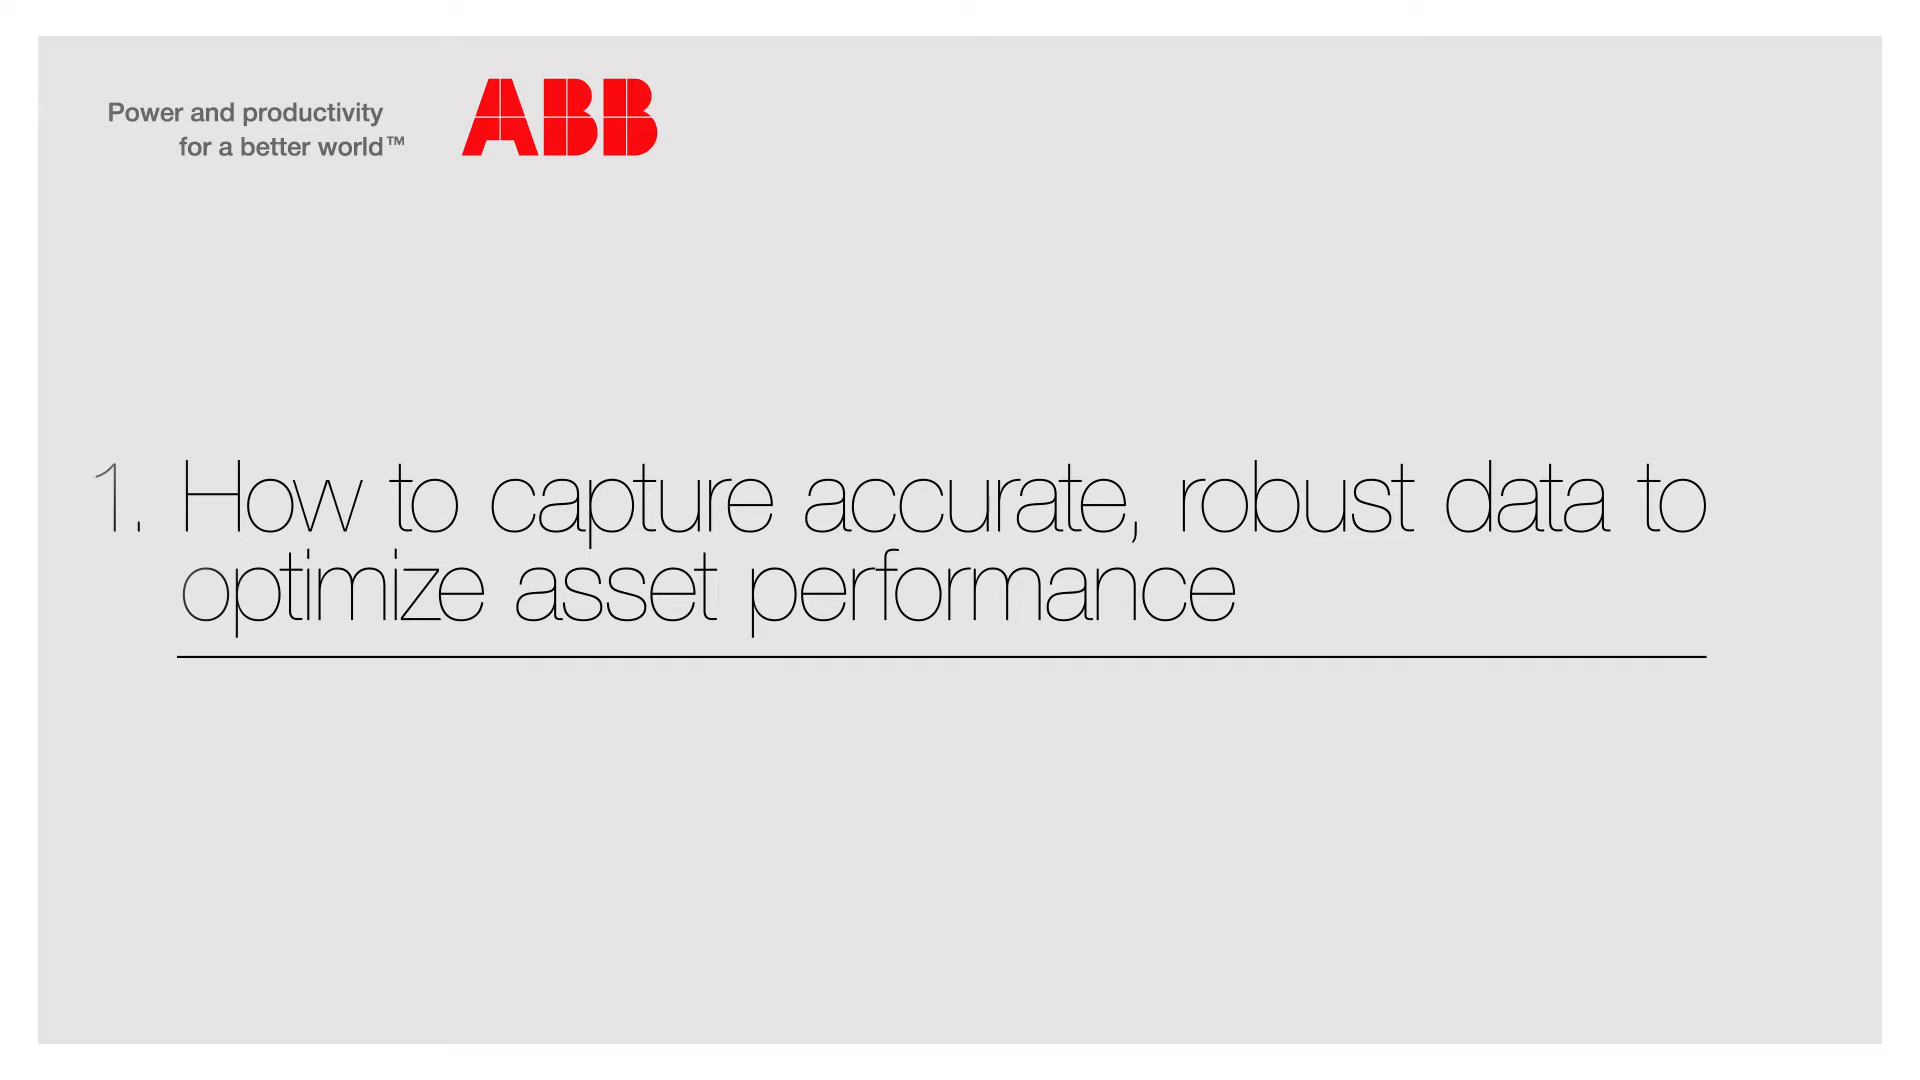 Power and productivity
for a better world™
ABB
1. How to capture accurate, robust data to
optimize asset performance